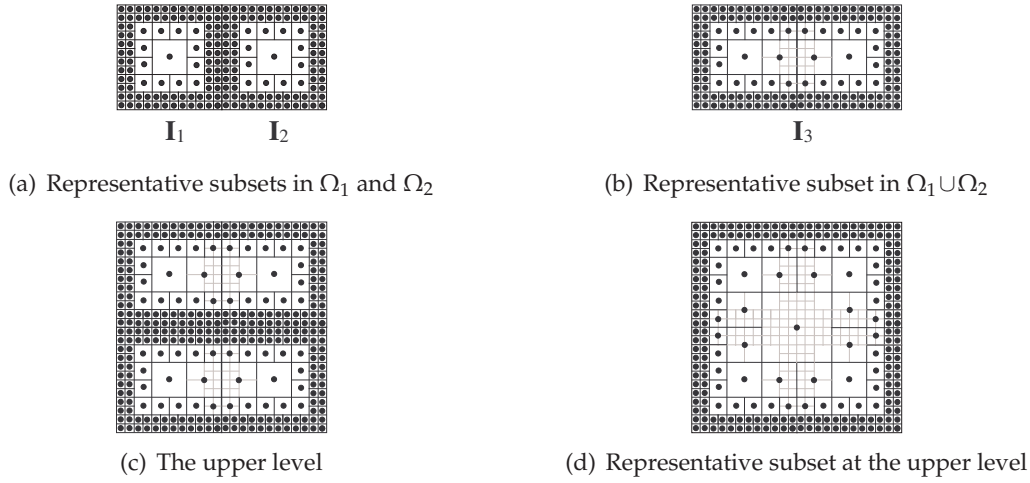 I₁ I₂
I₃
(a) Representative subsets in Ω₁ and Ω₂
(b) Representative subset in Ω₁∪Ω₂
(c) The upper level
(d) Representative subset at the upper level